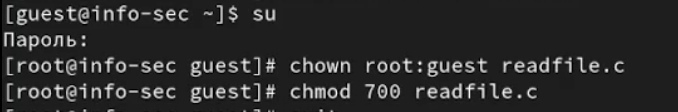 [guest@info-sec ~]$ su
Пароль:
[root@info-sec guest]# chown root:guest readfile.c
[root@info-sec guest]# chmod 700 readfile.c